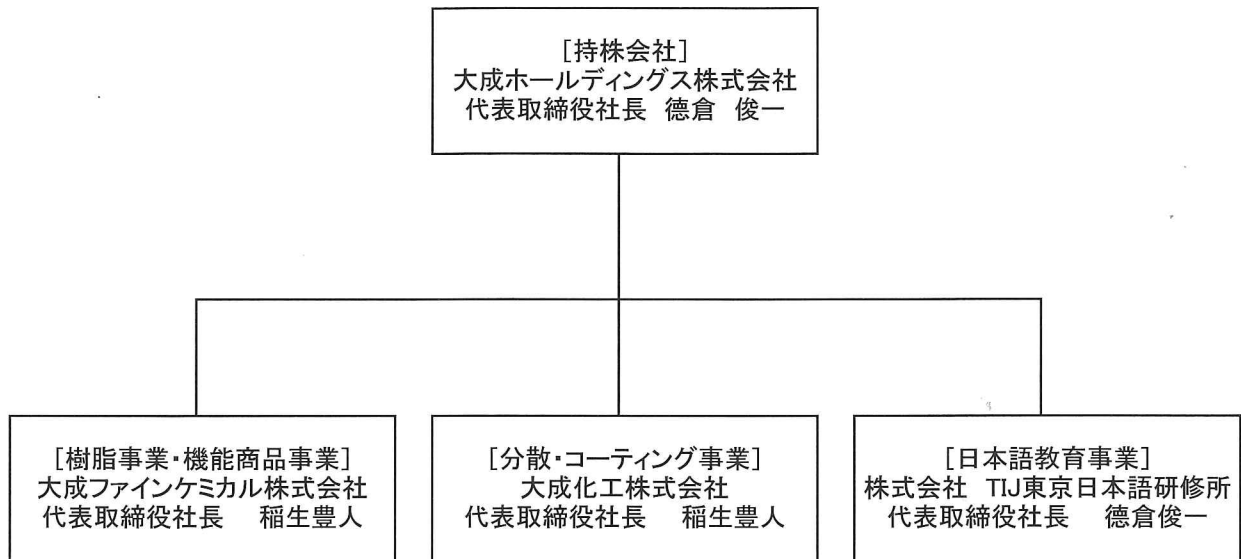 [持株会社]
大成ホールディングス株式会社
代表取締役社長 德倉 俊一
[樹脂事業・機能商品事業]
大成ファインケミカル株式会社
代表取締役社長 稲生豊人
[分散・コーティング事業]
大成化工株式会社
代表取締役社長 稲生豊人
[日本語教育事業]
株式会社 TIJ東京日本語研修所
代表取締役社長 德倉俊一